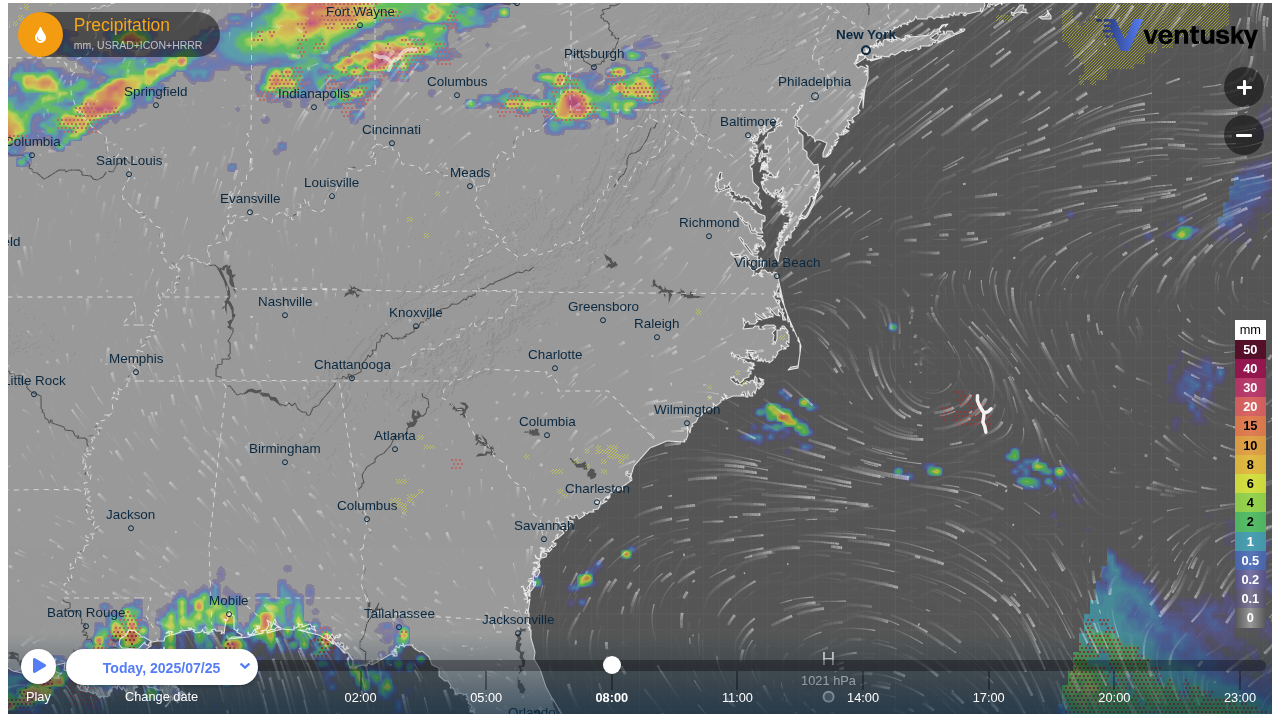 Precipitation
mm, USRAD+ICON+HRRR
Fort Wayne
New York
ventusky
Pittsburgh
Columbus
Philadelphia
Springfield
Indianapolis
Baltimore
Cincinnati
Columbia
Saint Louis
Meads
Louisville
Evansville
Richmond
eld
Virginia Beach
Nashville
Greensboro
Knoxville
Raleigh
mm
50
40
30
20
15
10
8
6
4
2
1
0.5
0.2
0.1
0
Memphis
Charlotte
Chattanooga
Little Rock
Wilmington
Columbia
Atlanta
Birmingham
Charleston
Columbus
Jackson
Savannah
Mobile
Baton Rouge
Tallahassee
Jacksonville
H
1021 hPa
Today, 2025/07/25
Play
Change date
02:00
05:00
08:00
11:00
14:00
17:00
20:00
23:00
Orlando